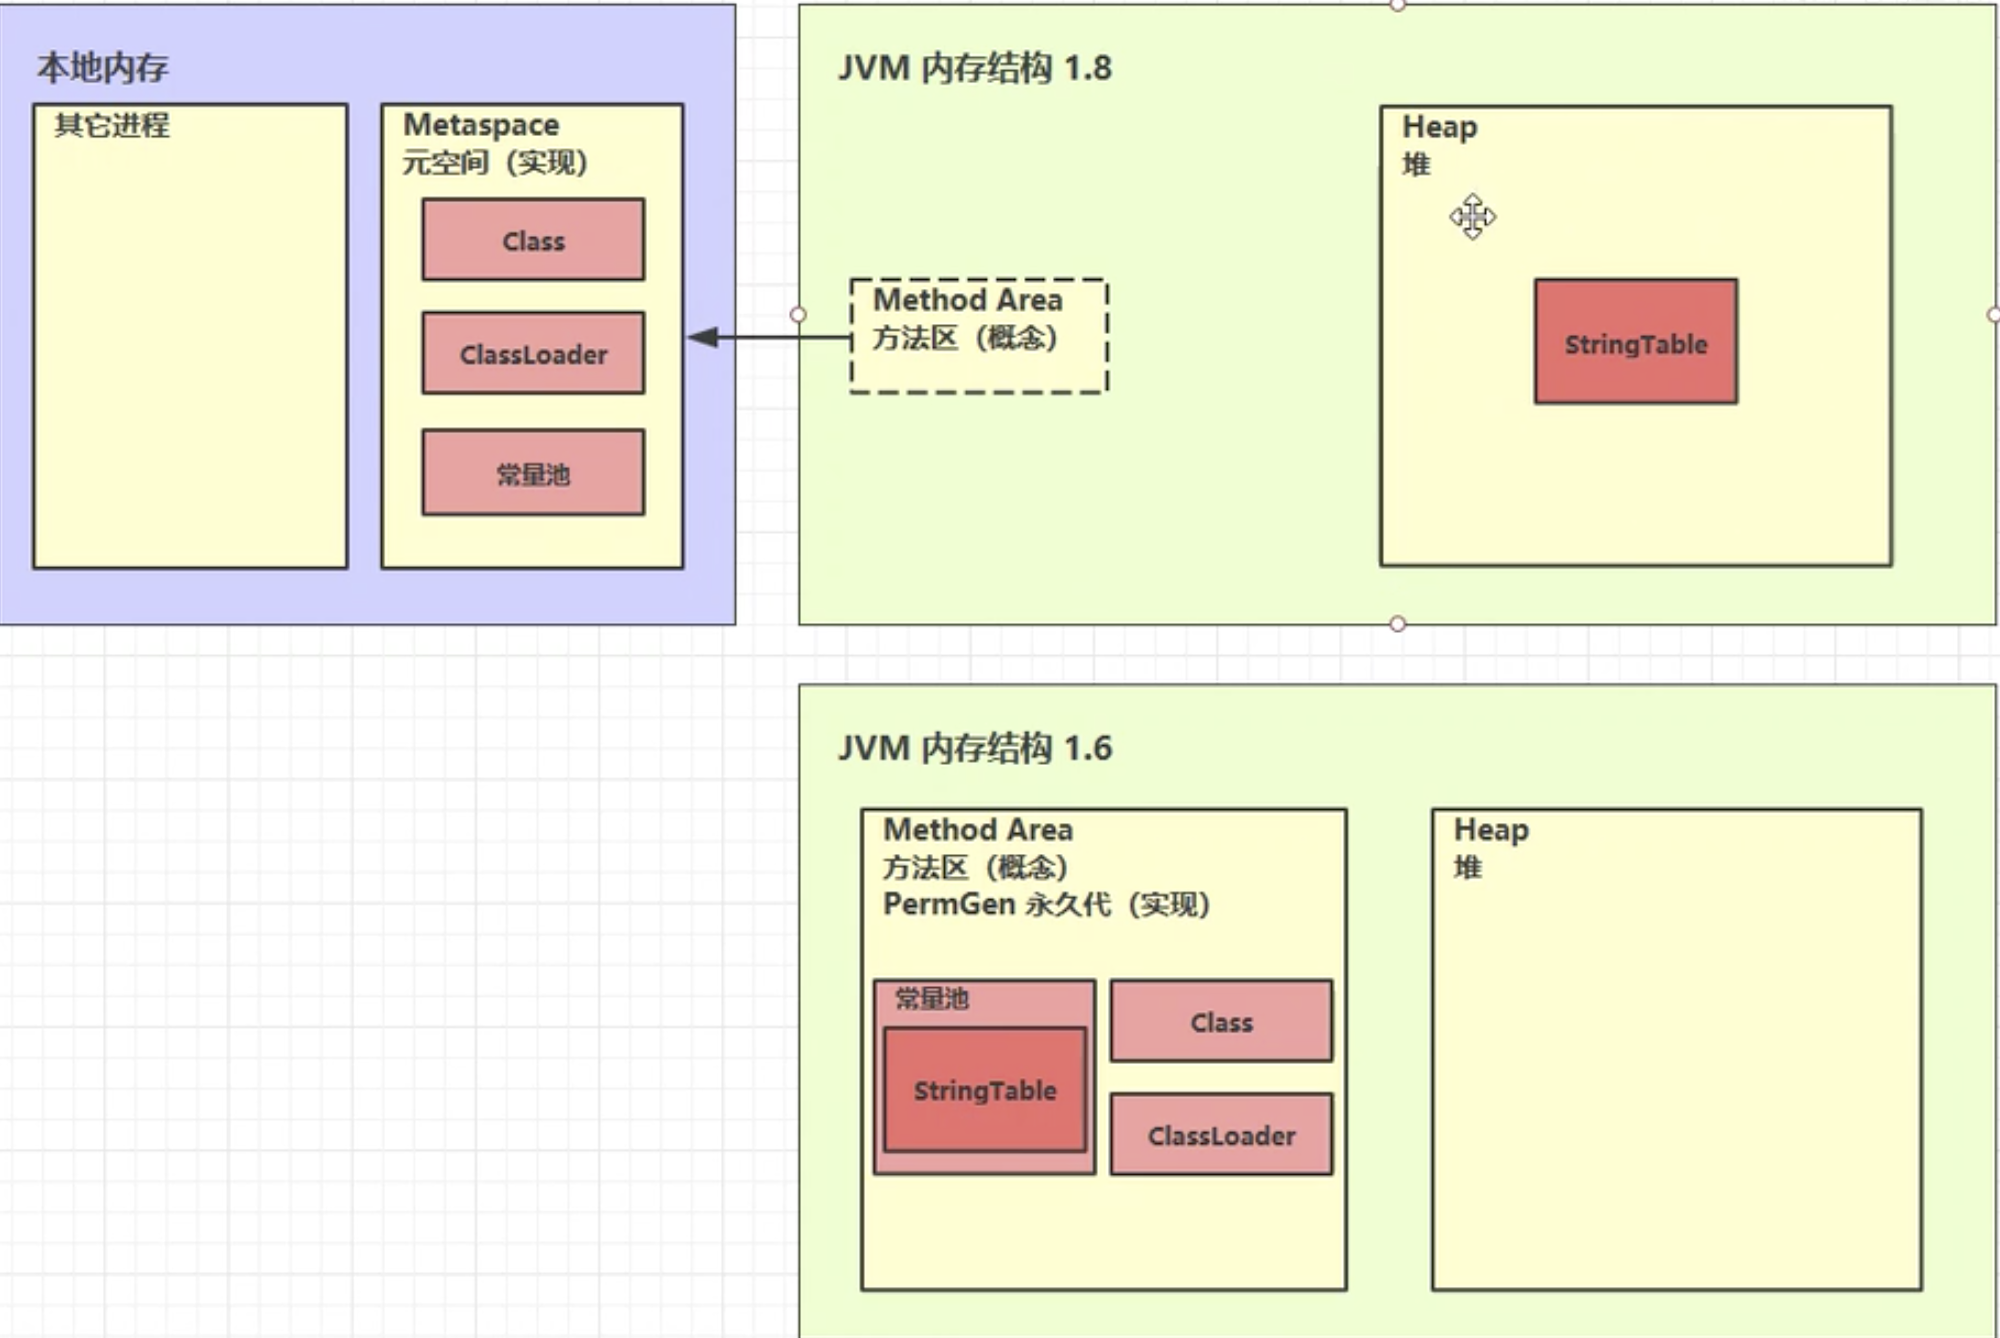 本地内存
其它进程
Metaspace
元空间（实现）
Class
ClassLoader
常量池
JVM 内存结构 1.8
Method Area
方法区（概念）
Heap
堆
StringTable
JVM 内存结构 1.6
Method Area
方法区（概念）
PermGen 永久代（实现）
常量池
StringTable
Class
ClassLoader
Heap
堆